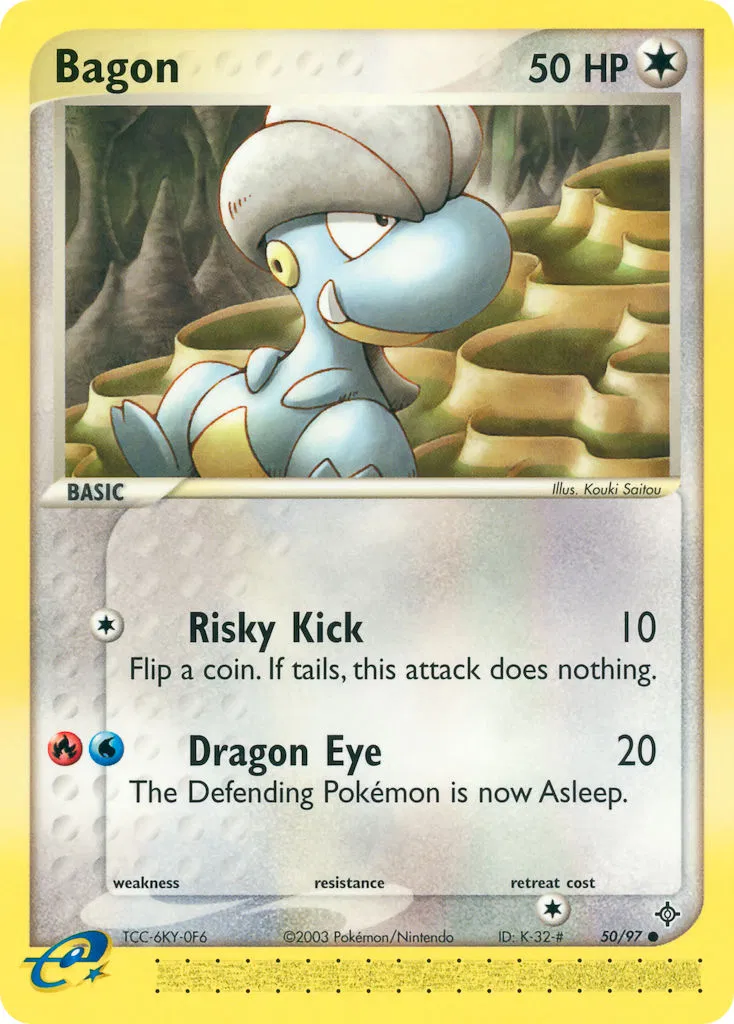 Bagon 50 HP
BASIC Illus. Kouki Saitou
Risky Kick 10
Flip a coin. If tails, this attack does nothing.
Dragon Eye 20
The Defending Pokémon is now Asleep.
weakness resistance retreat cost
TCC-6KY-0F6 ©2003 Pokémon/Nintendo ID: K-32-# 50/97
e